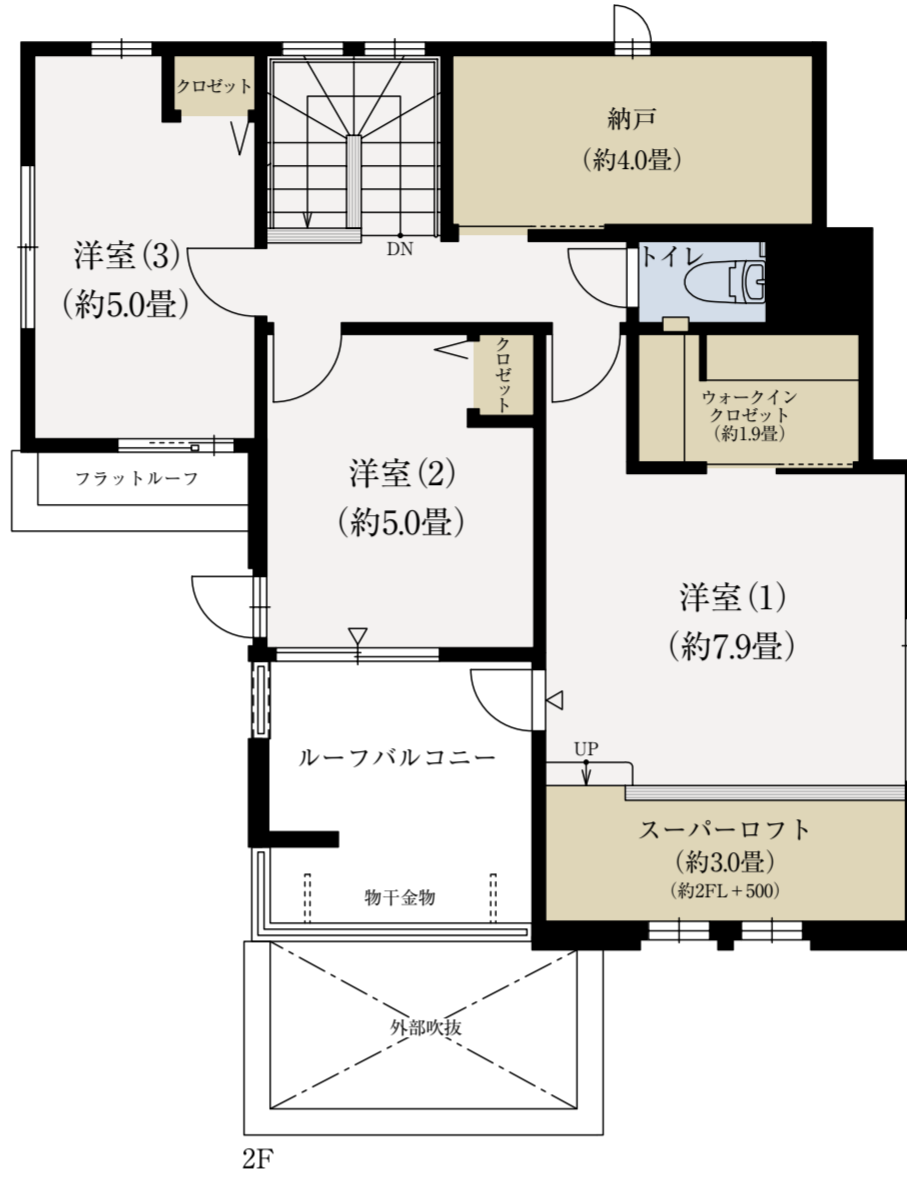 クロゼット
納戸
（約4.0畳）
DN
トイレ
洋室（3）
（約5.0畳）
クロゼット
ウォークイン
クロゼット
（約1.9畳）
フラットルーフ
洋室（2）
（約5.0畳）
洋室（1）
（約7.9畳）
ルーフバルコニー
UP
スーパーロフト
（約3.0畳）
（約2FL＋500）
物干金物
外部吹抜
2F